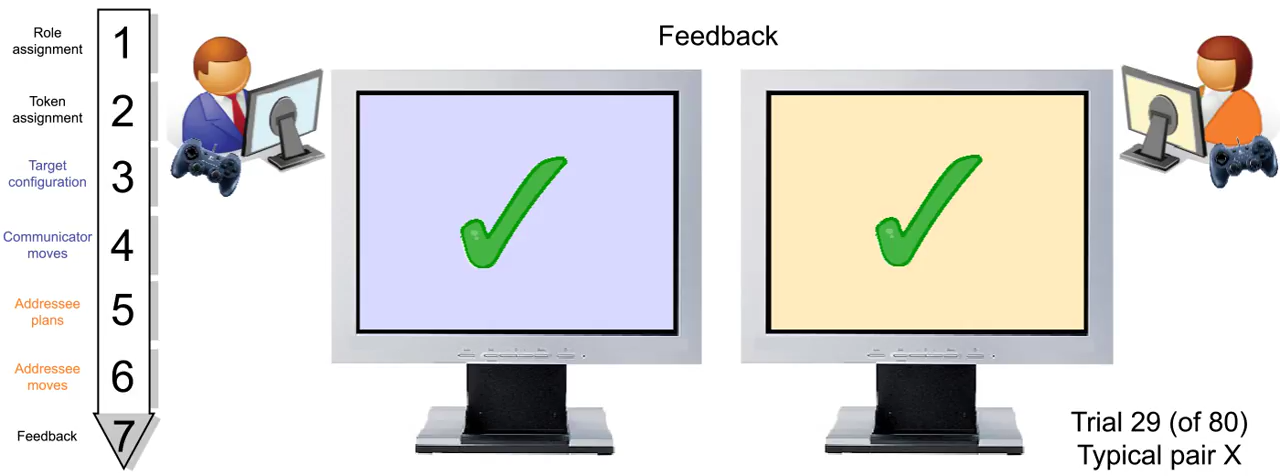 Feedback
Role
assignment
1
Token
assignment
2
Target
configuration
3
Communicator
moves
4
Addressee
plans
5
Addressee
moves
6
Feedback
7
Trial 29 (of 80)
Typical pair X